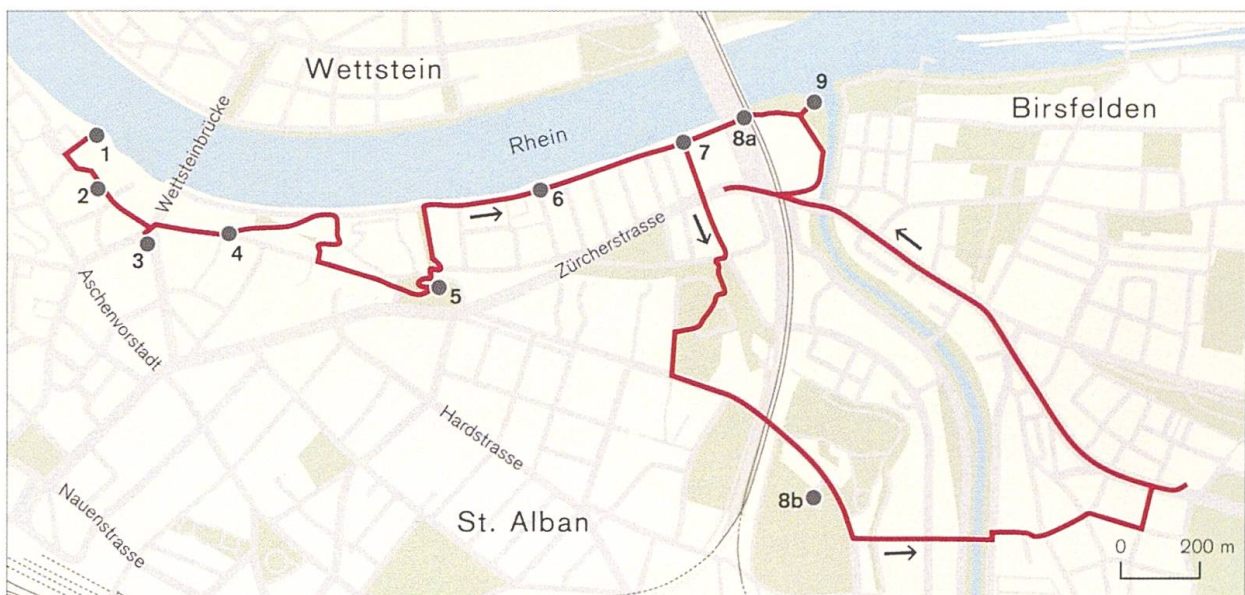 Wettstein
9
Birsfelden
1
Wettsteinbrücke
Rhein
8a
7
2
6
3
4
Zürcherstrasse
5
Aschenvorstadt
Hardstrasse
8b
Nauenstrasse
St. Alban
0 200 m